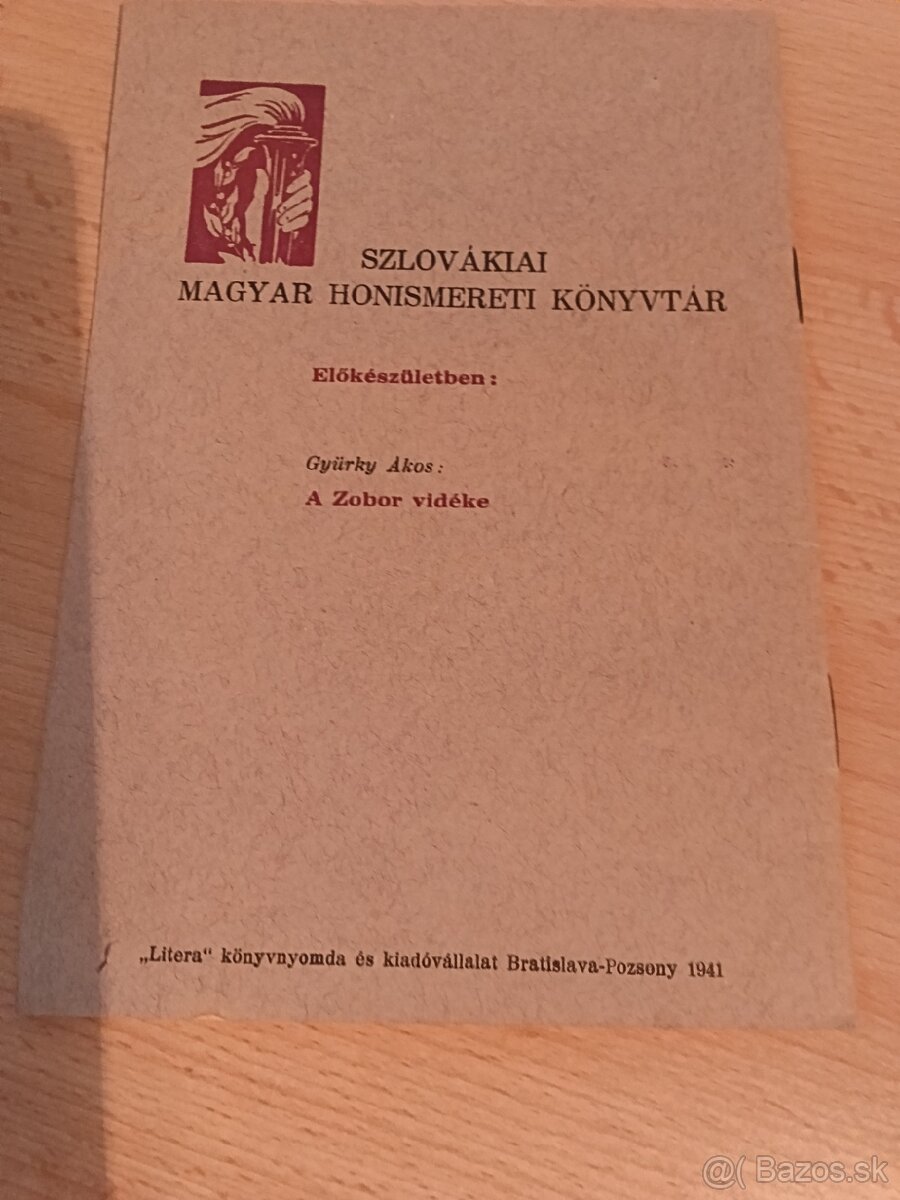 SZLOVÁKIAI
MAGYAR HONISMERETI KÖNYVTÁR
Előkészületben:
Gyürky Ákos:
A Zobor vidéke
„Litera“ könyvnyomda és kiadóvállalat Bratislava-Pozsony 1941
@( Bazos.sk